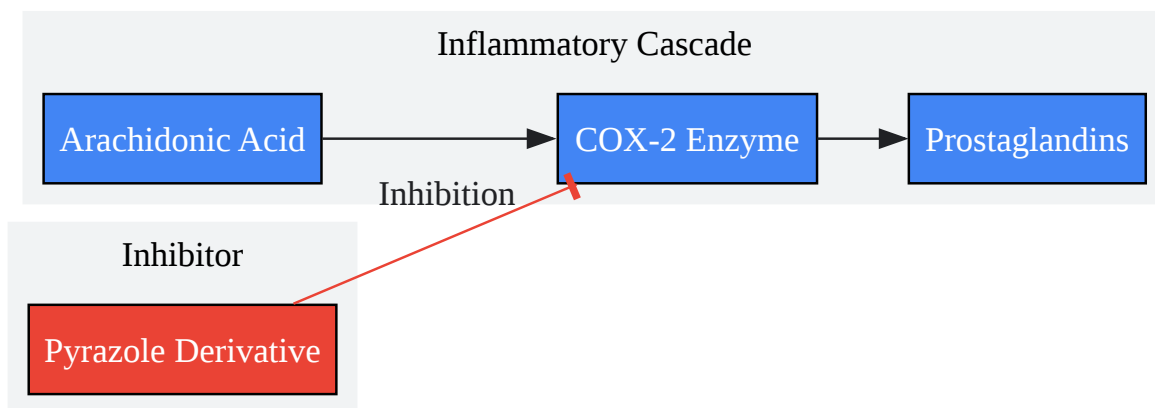 Inflammatory Cascade
Arachidonic Acid
COX-2 Enzyme
Prostaglandins
Inhibition
Inhibitor
Pyrazole Derivative